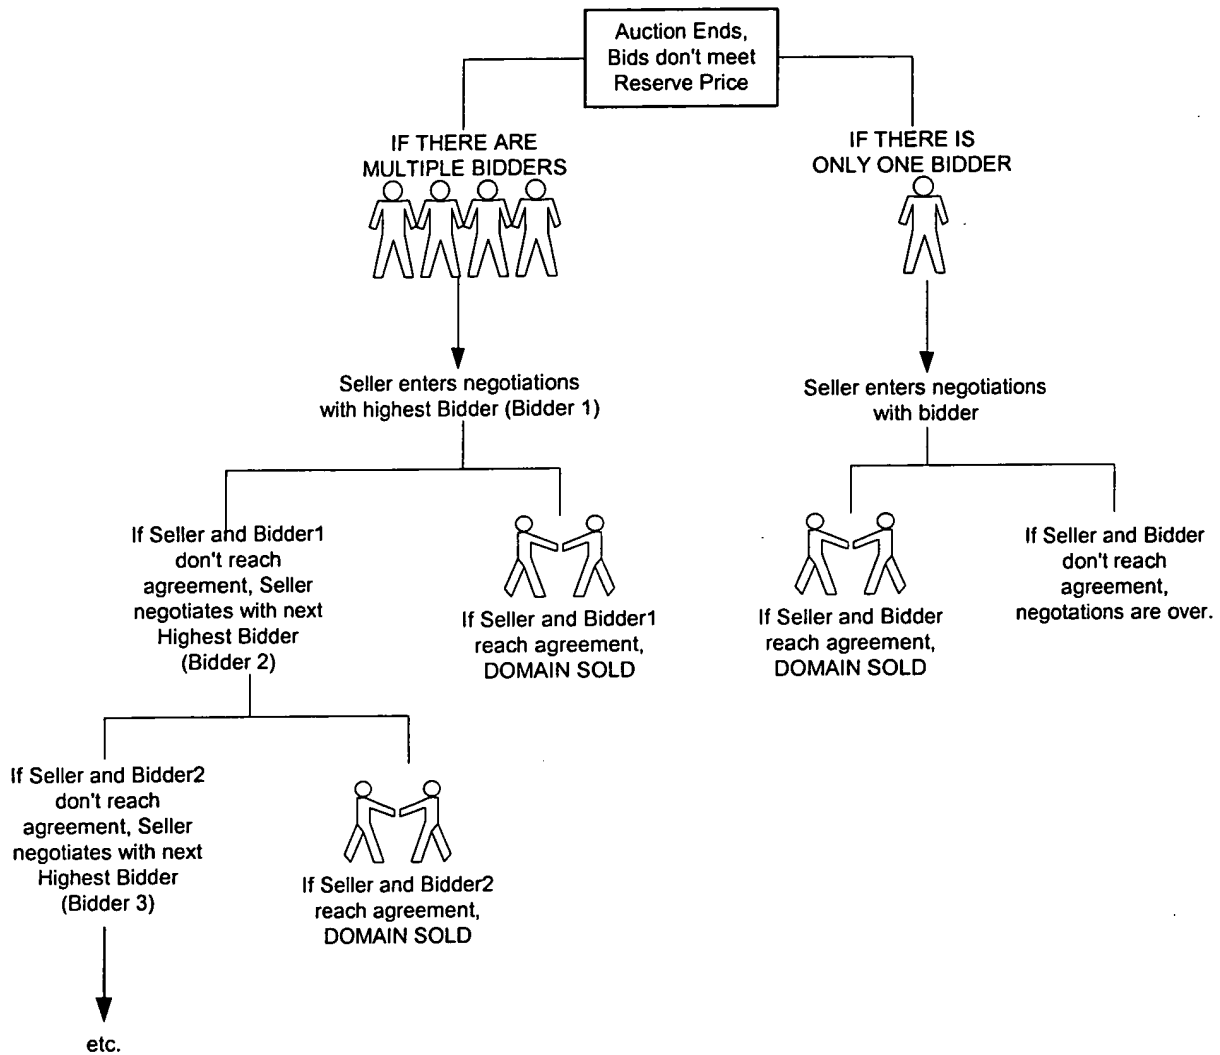 Auction Ends,
Bids don't meet
Reserve Price
IF THERE ARE
MULTIPLE BIDDERS
IF THERE IS
ONLY ONE BIDDER
Seller enters negotiations
with highest Bidder (Bidder 1)
Seller enters negotiations
with bidder
If Seller and Bidder1
don't reach
agreement, Seller
negotiates with next
Highest Bidder
(Bidder 2)
If Seller and Bidder1
reach agreement,
DOMAIN SOLD
If Seller and Bidder
reach agreement,
DOMAIN SOLD
If Seller and Bidder
don't reach
agreement,
negotations are over.
If Seller and Bidder2
don't reach
agreement, Seller
negotiates with next
Highest Bidder
(Bidder 3)
If Seller and Bidder2
reach agreement,
DOMAIN SOLD
etc.